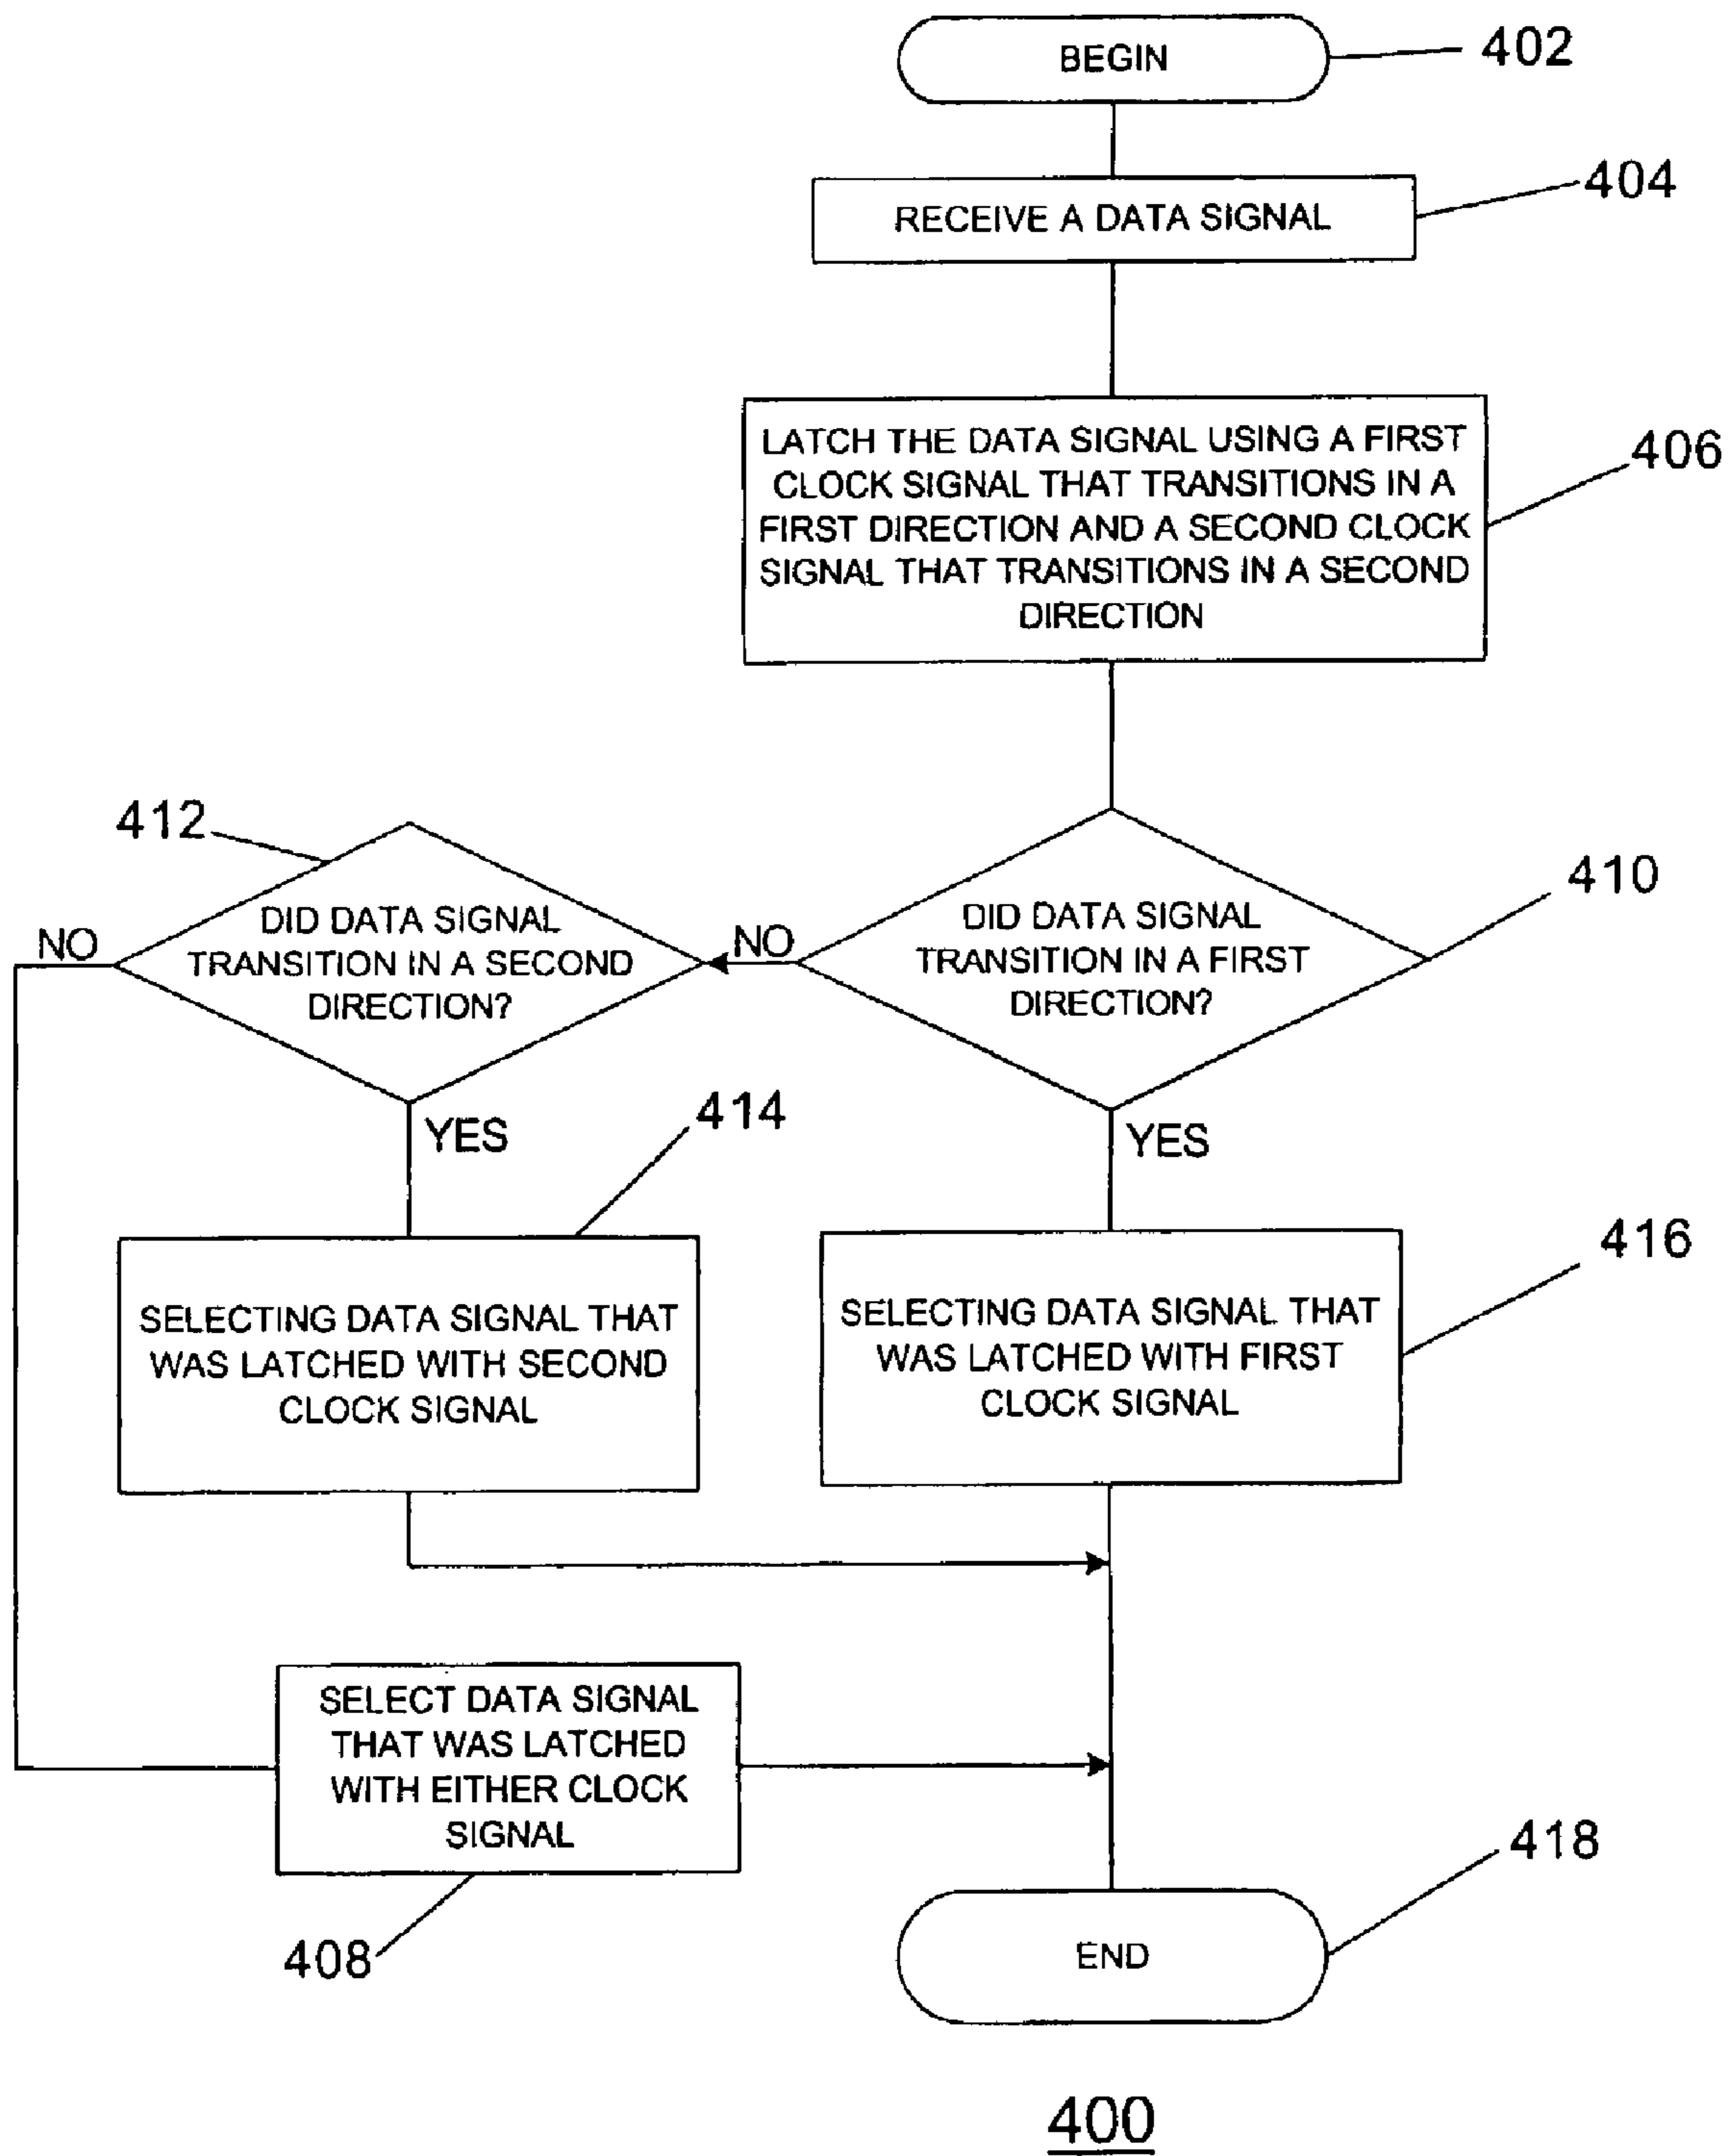 BEGIN
402
RECEIVE A DATA SIGNAL
404
LATCH THE DATA SIGNAL USING A FIRST
CLOCK SIGNAL THAT TRANSITIONS IN A
FIRST DIRECTION AND A SECOND CLOCK
SIGNAL THAT TRANSITIONS IN A SECOND
DIRECTION
406
DID DATA SIGNAL
TRANSITION IN A FIRST
DIRECTION?
410
NO
YES
412
DID DATA SIGNAL
TRANSITION IN A SECOND
DIRECTION?
NO
YES
414
SELECTING DATA SIGNAL THAT
WAS LATCHED WITH SECOND
CLOCK SIGNAL
SELECTING DATA SIGNAL THAT
WAS LATCHED WITH FIRST
CLOCK SIGNAL
416
SELECT DATA SIGNAL
THAT WAS LATCHED
WITH EITHER CLOCK
SIGNAL
408
END
418
400